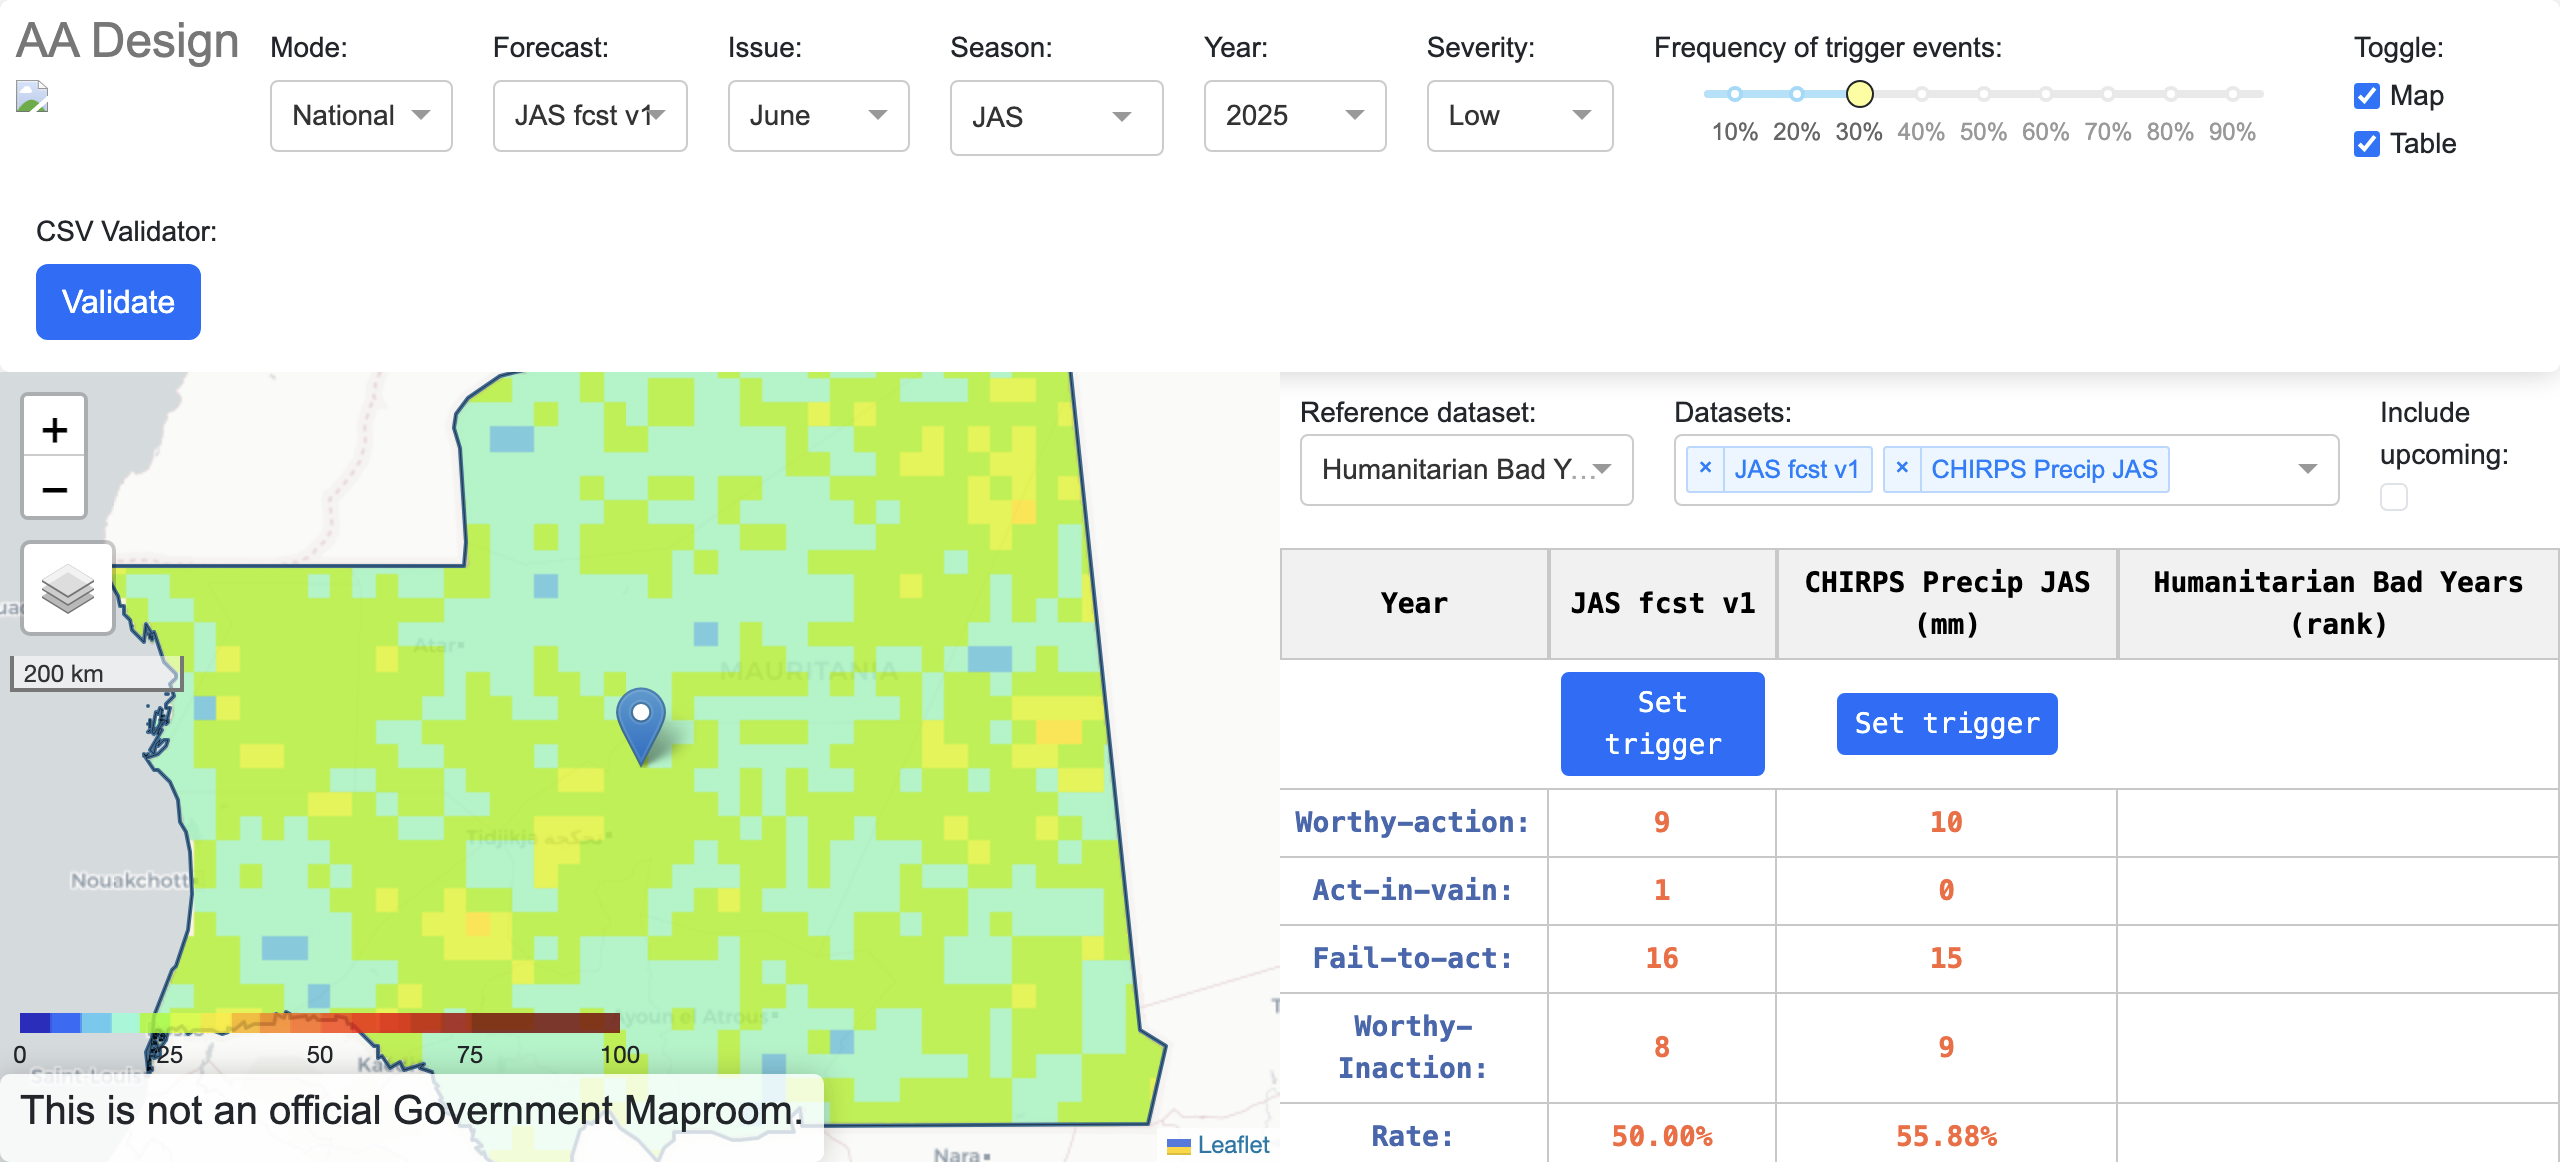 AA Design
Mode:
National
Forecast:
JAS fcst v1
Issue:
June
Season:
JAS
Year:
2025
Severity:
Low
Frequency of trigger events:
10% 20% 30% 40% 50% 60% 70% 80% 90%
Toggle:
Map
Table
CSV Validator:
Validate
+
−
200 km
Atar
MAURITANIA
Tidjikja تجكجة
Nouakchott
Ayoun el Atrous
Saint-Louis
Nara
0 25 50 75 100
This is not an official Government Maproom.
Leaflet
Reference dataset:
Humanitarian Bad Y...
Datasets:
× JAS fcst v1 × CHIRPS Precip JAS
Include
upcoming:
Year
JAS fcst v1
CHIRPS Precip JAS
(mm)
Humanitarian Bad Years
(rank)
Set
trigger
Set trigger
Worthy-action: 9 10
Act-in-vain: 1 0
Fail-to-act: 16 15
Worthy-
Inaction: 8 9
Rate: 50.00% 55.88%